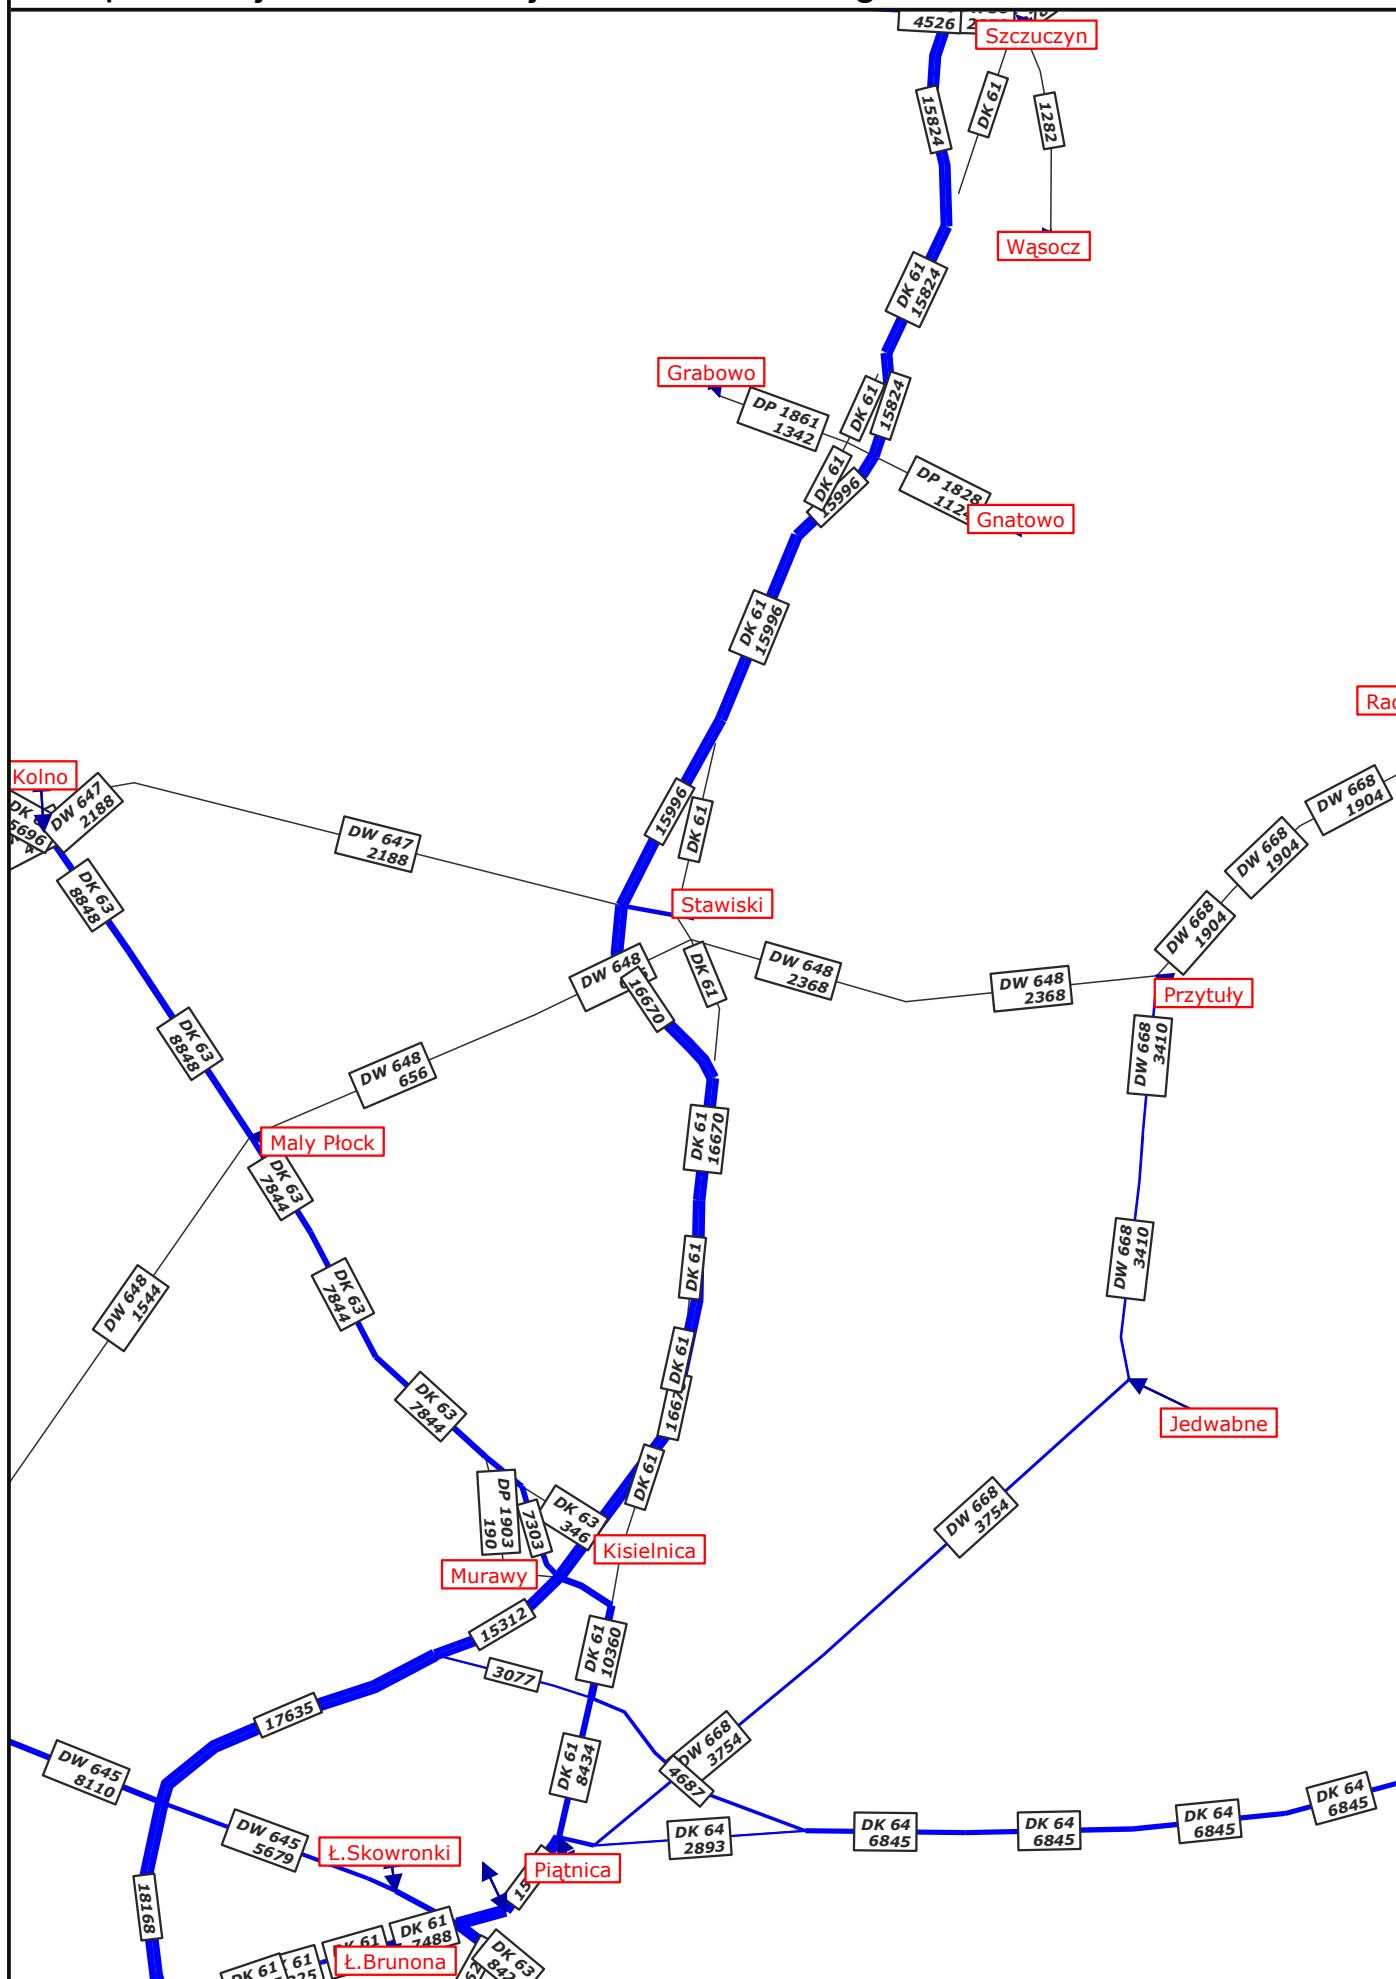 4526
Szczuczyn
DK 61
1282
15824
Wąsocz
DK 61
15824
Grabowo
DP 1861
1342
DK 61
15824
DK 61
15996
DP 1828
Gnatowo
DK 61
15996
Kolno
DW 647
2188
5696
DW 647
2188
15996
DK 61
DW 668
1904
DW 668
1904
DW 668
1904
DK 63
8848
Stawiski
DW 648
16670
DK 61
DW 648
2368
DW 648
2368
Przytuły
DK 63
8848
DW 648
656
DW 668
3410
Maly Płock
DK 61
16670
DK 63
7844
DW 668
3410
DK 61
DW 648
1544
DK 63
7844
DK 61
DK 63
7844
Jedwabne
DK 61
DP 1903
190
7303
DK 63
346
DW 668
3754
Kisielnica
Murawy
15312
DK 61
10360
3077
17635
DW 668
3754
4687
DW 645
8110
DK 61
8434
DK 64
2893
DK 64
6845
DK 64
6845
DK 64
6845
DK 64
6845
DW 645
5679
Ł.Skowronki
Piątnica
18168
DK 61
7488
Ł.Brunona
DK 63
DK 61